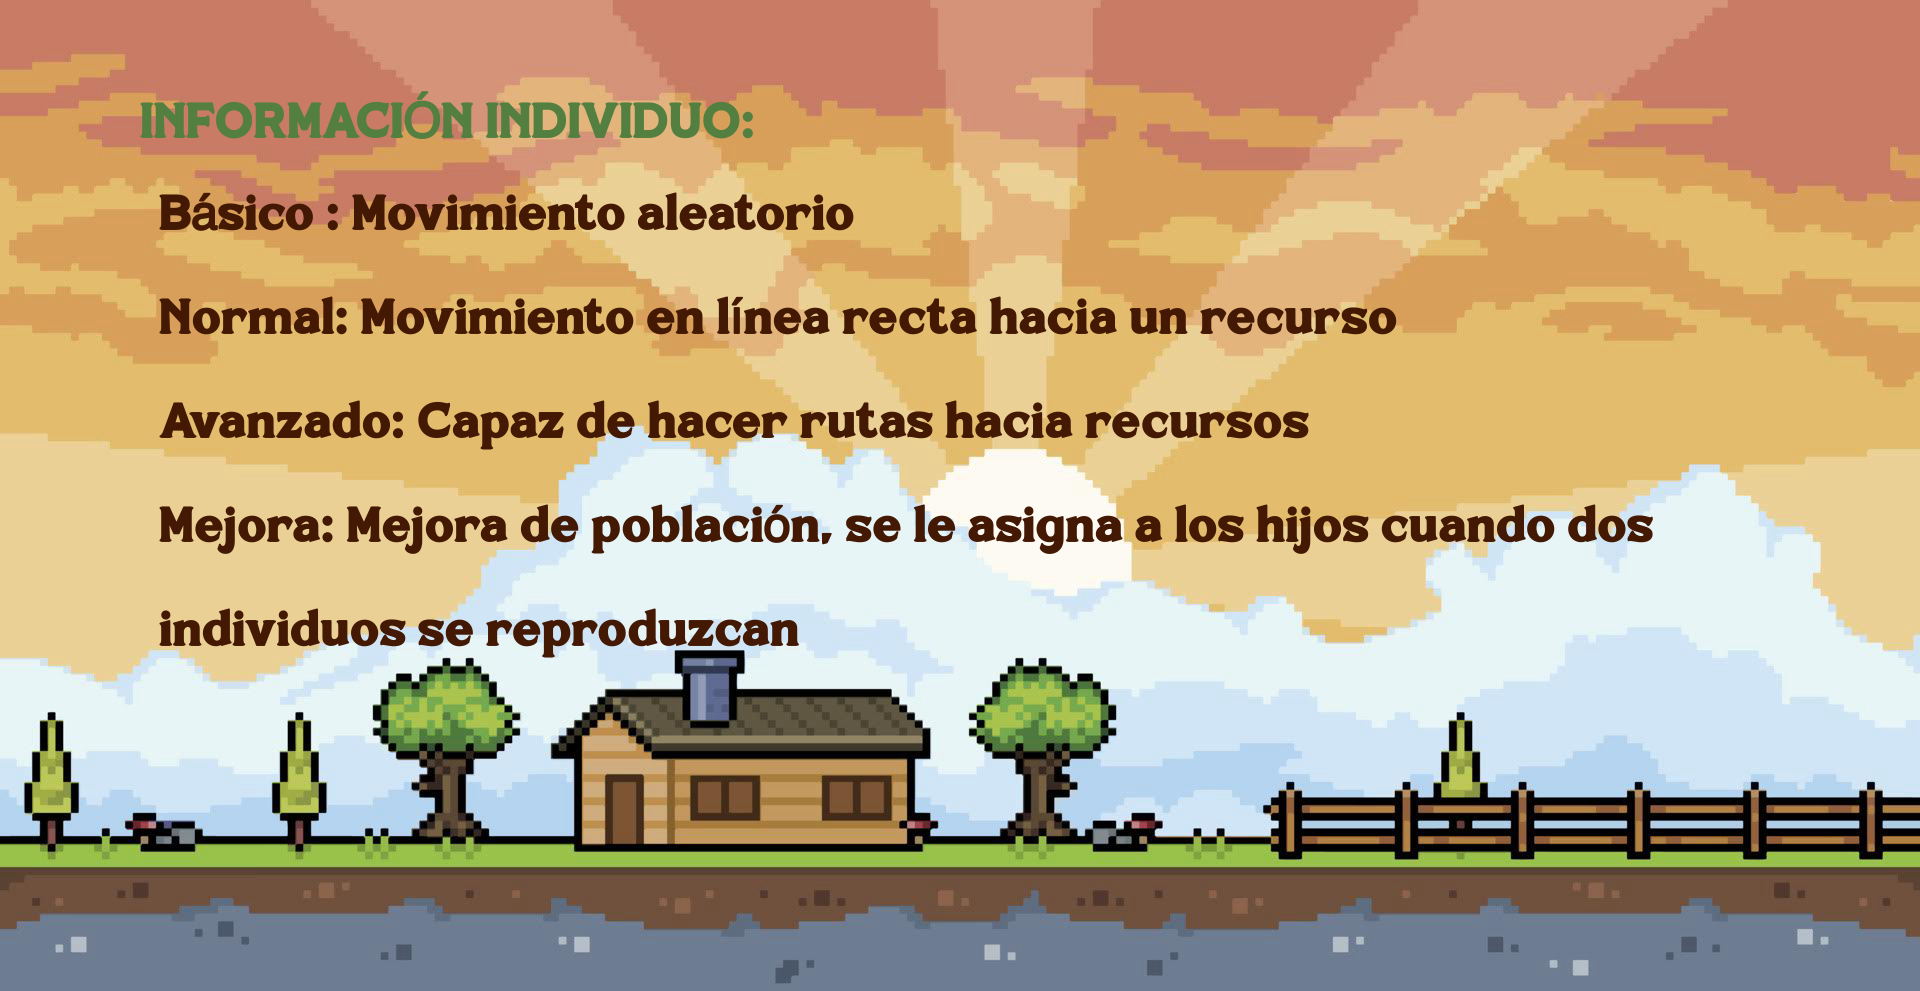 INFORMACIÓN INDIVIDUO:
Básico : Movimiento aleatorio
Normal: Movimiento en línea recta hacia un recurso
Avanzado: Capaz de hacer rutas hacia recursos
Mejora: Mejora de población, se le asigna a los hijos cuando dos
individuos se reproduzcan